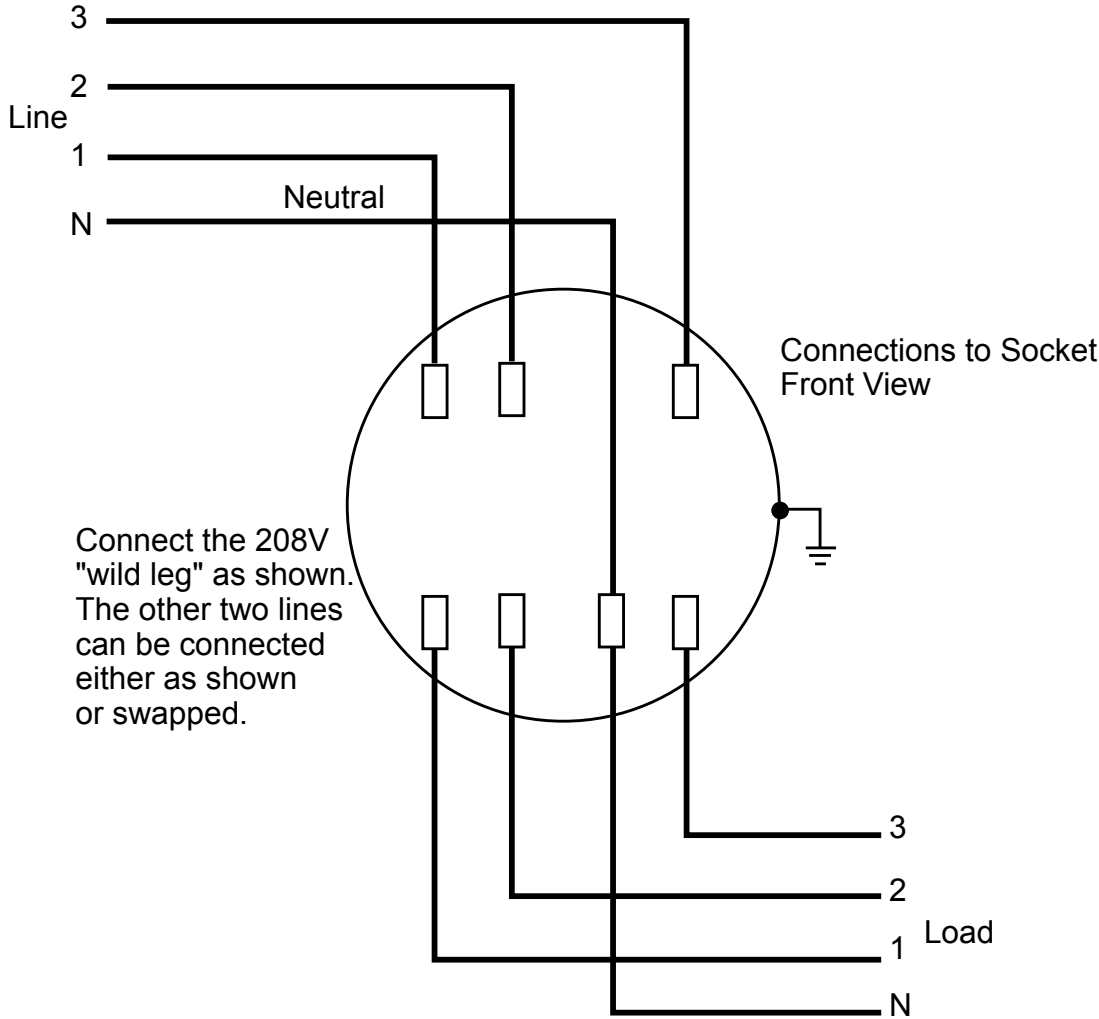 3
2
Line
1
Neutral
N
Connections to Socket
Front View
Connect the 208V
"wild leg" as shown.
The other two lines
can be connected
either as shown
or swapped.
3
2
Load
1
N